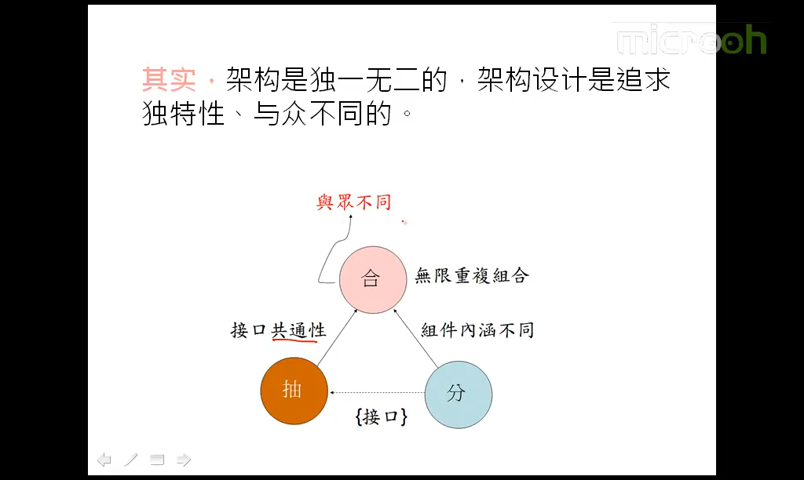 microoh
其实，架构是独一无二的，架构设计是追求
独特性、与众不同的。
與眾不同
合
無限重複組合
接口共通性
組件內涵不同
抽
分
{接口}